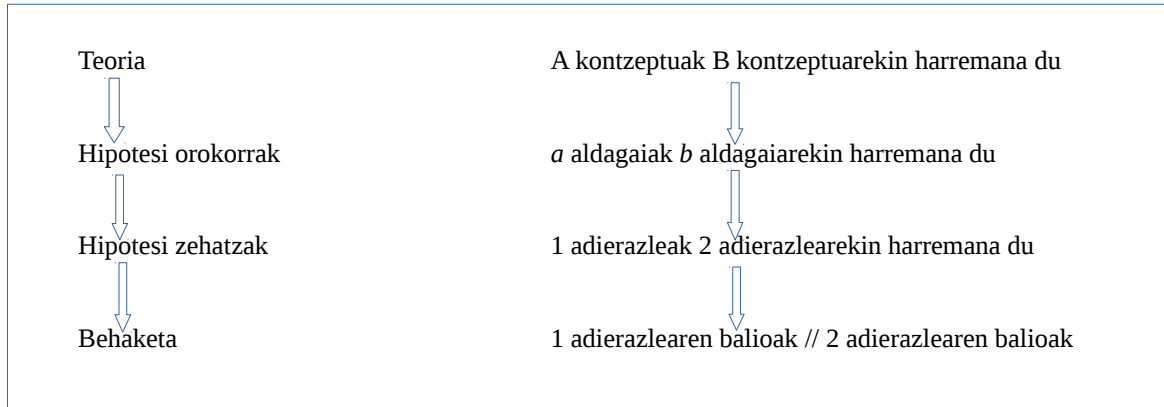 Teoria A kontzeptuak B kontzeptuarekin harremana du
Hipotesi orokorrak a aldagaiak b aldagaiarekin harremana du
Hipotesi zehatzak 1 adierazleak 2 adierazlearekin harremana du
Behaketa 1 adierazlearen balioak // 2 adierazlearen balioak